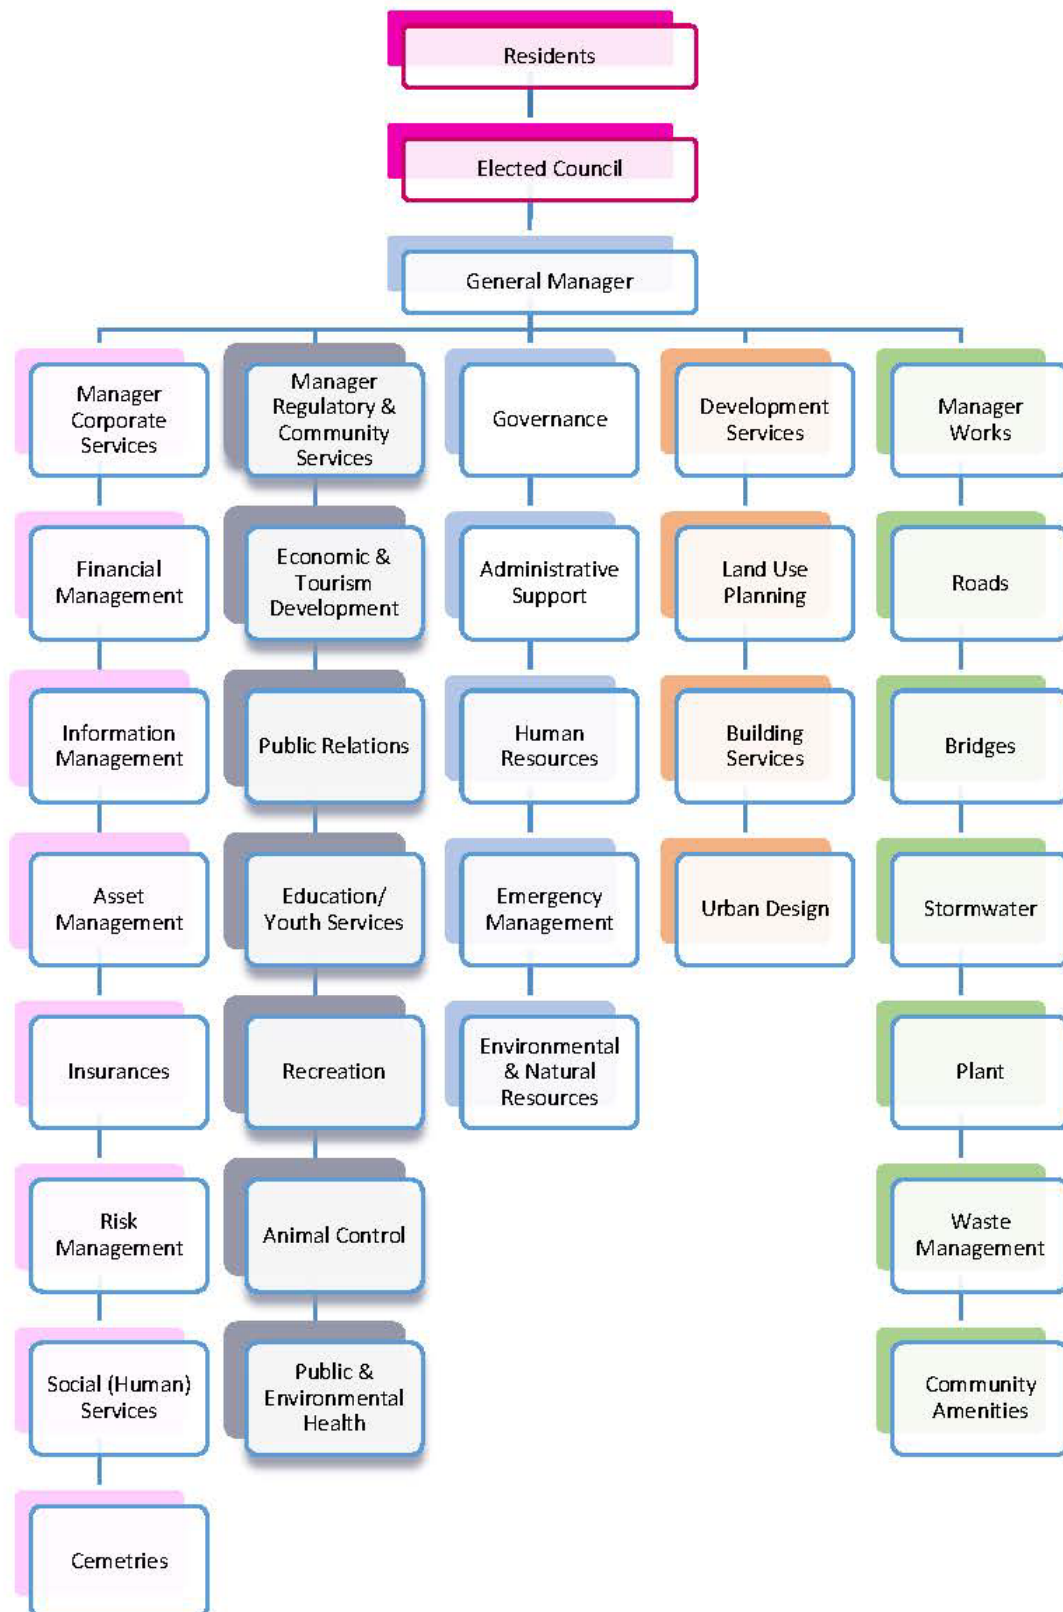 Residents
Elected Council
General Manager
Manager
Corporate
Services
Manager
Regulatory &
Community
Services
Governance
Development
Services
Manager
Works
Financial
Management
Economic &
Tourism
Development
Administrative
Support
Land Use
Planning
Roads
Information
Management
Public Relations
Human
Resources
Building
Services
Bridges
Asset
Management
Education/
Youth Services
Emergency
Management
Urban Design
Stormwater
Insurances
Recreation
Environmental
& Natural
Resources
Plant
Risk
Management
Animal Control
Waste
Management
Social (Human)
Services
Public &
Environmental
Health
Community
Amenities
Cemetries